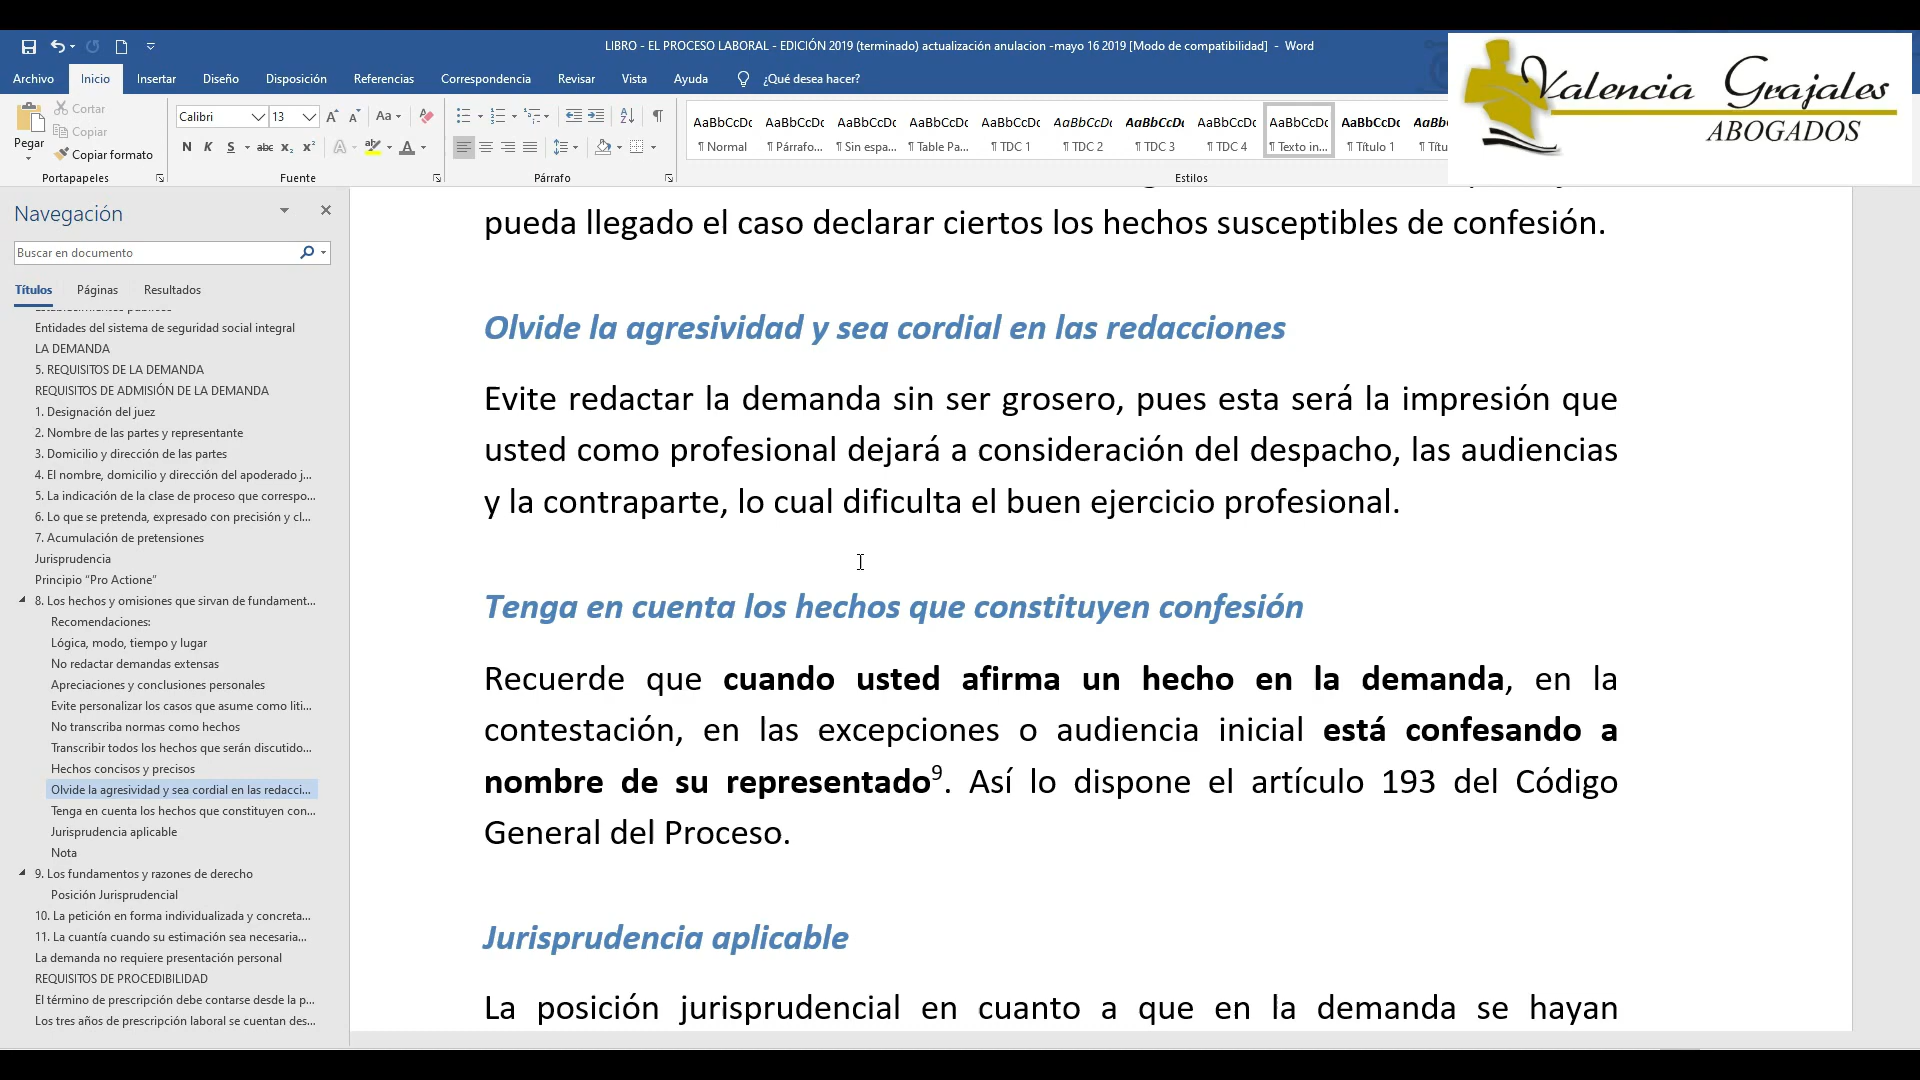 LIBRO - EL PROCESO LABORAL - EDICIÓN 2019 (terminado) actualización anulacion -mayo 16 2019 [Modo de compatibilidad] - Word
Archivo Inicio Insertar Diseño Disposición Referencias Correspondencia Revisar Vista Ayuda ¿Qué desea hacer?
Valencia Grajales
ABOGADOS
Pegar
Cortar
Copiar
Copiar formato
Portapapeles
Calibri 13
N K S abc x₂ x²
Fuente
Párrafo
AaBbCcDc AaBbCcDc AaBbCcDc AaBbCcDc AaBbCcDc AaBbCcDc AaBbCcDc AaBbCcDc AaBbCcDc AaBbCcDc AaBb
¶ Normal ¶ Párrafo... ¶ Sin espa... ¶ Table Pa... ¶ TDC 1 ¶ TDC 2 ¶ TDC 3 ¶ TDC 4 ¶ Texto in... ¶ Título 1 ¶ Títu
Estilos
Navegación
Buscar en documento
Títulos Páginas Resultados
Entidades del sistema de seguridad social integral
LA DEMANDA
5. REQUISITOS DE LA DEMANDA
REQUISITOS DE ADMISIÓN DE LA DEMANDA
1. Designación del juez
2. Nombre de las partes y representante
3. Domicilio y dirección de las partes
4. El nombre, domicilio y dirección del apoderado j...
5. La indicación de la clase de proceso que correspo...
6. Lo que se pretenda, expresado con precisión y cl...
7. Acumulación de pretensiones
Jurisprudencia
Principio “Pro Actione”
8. Los hechos y omisiones que sirvan de fundament...
Recomendaciones:
Lógica, modo, tiempo y lugar
No redactar demandas extensas
Apreciaciones y conclusiones personales
Evite personalizar los casos que asume como liti...
No transcriba normas como hechos
Transcribir todos los hechos que serán discutido...
Hechos concisos y precisos
Olvide la agresividad y sea cordial en las redacci...
Tenga en cuenta los hechos que constituyen con...
Jurisprudencia aplicable
Nota
9. Los fundamentos y razones de derecho
Posición Jurisprudencial
10. La petición en forma individualizada y concreta...
11. La cuantía cuando su estimación sea necesaria...
La demanda no requiere presentación personal
REQUISITOS DE PROCEDIBILIDAD
El término de prescripción debe contarse desde la p...
Los tres años de prescripción laboral se cuentan des...
pueda llegado el caso declarar ciertos los hechos susceptibles de confesión.
Olvide la agresividad y sea cordial en las redacciones
Evite redactar la demanda sin ser grosero, pues esta será la impresión que
usted como profesional dejará a consideración del despacho, las audiencias
y la contraparte, lo cual dificulta el buen ejercicio profesional.
Tenga en cuenta los hechos que constituyen confesión
Recuerde que cuando usted afirma un hecho en la demanda, en la
contestación, en las excepciones o audiencia inicial está confesando a
nombre de su representado⁹. Así lo dispone el artículo 193 del Código
General del Proceso.
Jurisprudencia aplicable
La posición jurisprudencial en cuanto a que en la demanda se hayan